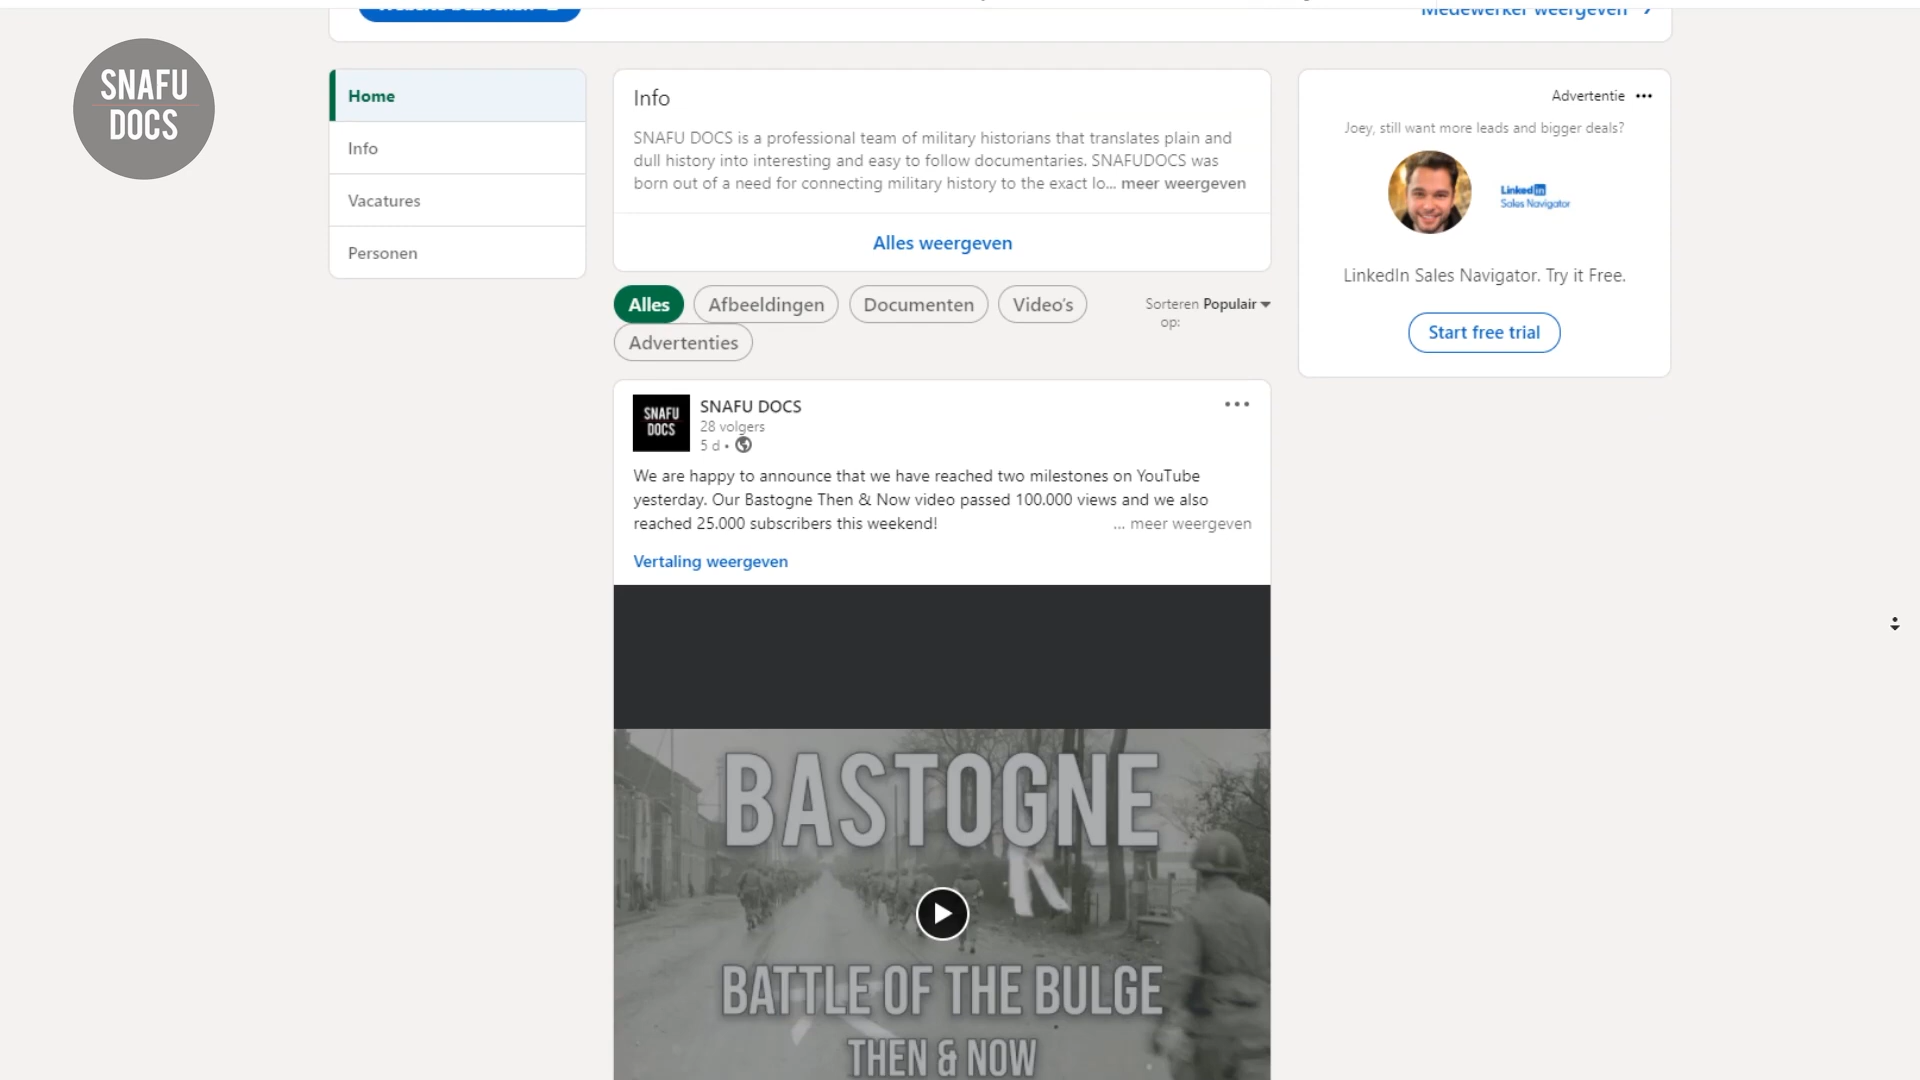 Medewerker weergeven
SNAFU
DOCS
Home
Info
Vacatures
Personen
Info
SNAFU DOCS is a professional team of military historians that translates plain and
dull history into interesting and easy to follow documentaries. SNAFUDOCS was
born out of a need for connecting military history to the exact lo... meer weergeven
Alles weergeven
Alles
Afbeeldingen
Documenten
Video's
Advertenties
Sorteren Populair
op:
Advertentie
Joey, still want more leads and bigger deals?
Linked in
Sales Navigator
LinkedIn Sales Navigator. Try it Free.
Start free trial
SNAFU
DOCS
SNAFU DOCS
28 volgers
5 d •
We are happy to announce that we have reached two milestones on YouTube
yesterday. Our Bastogne Then & Now video passed 100.000 views and we also
reached 25.000 subscribers this weekend!
... meer weergeven
Vertaling weergeven
BASTOGNE
BATTLE OF THE BULGE
THEN & NOW